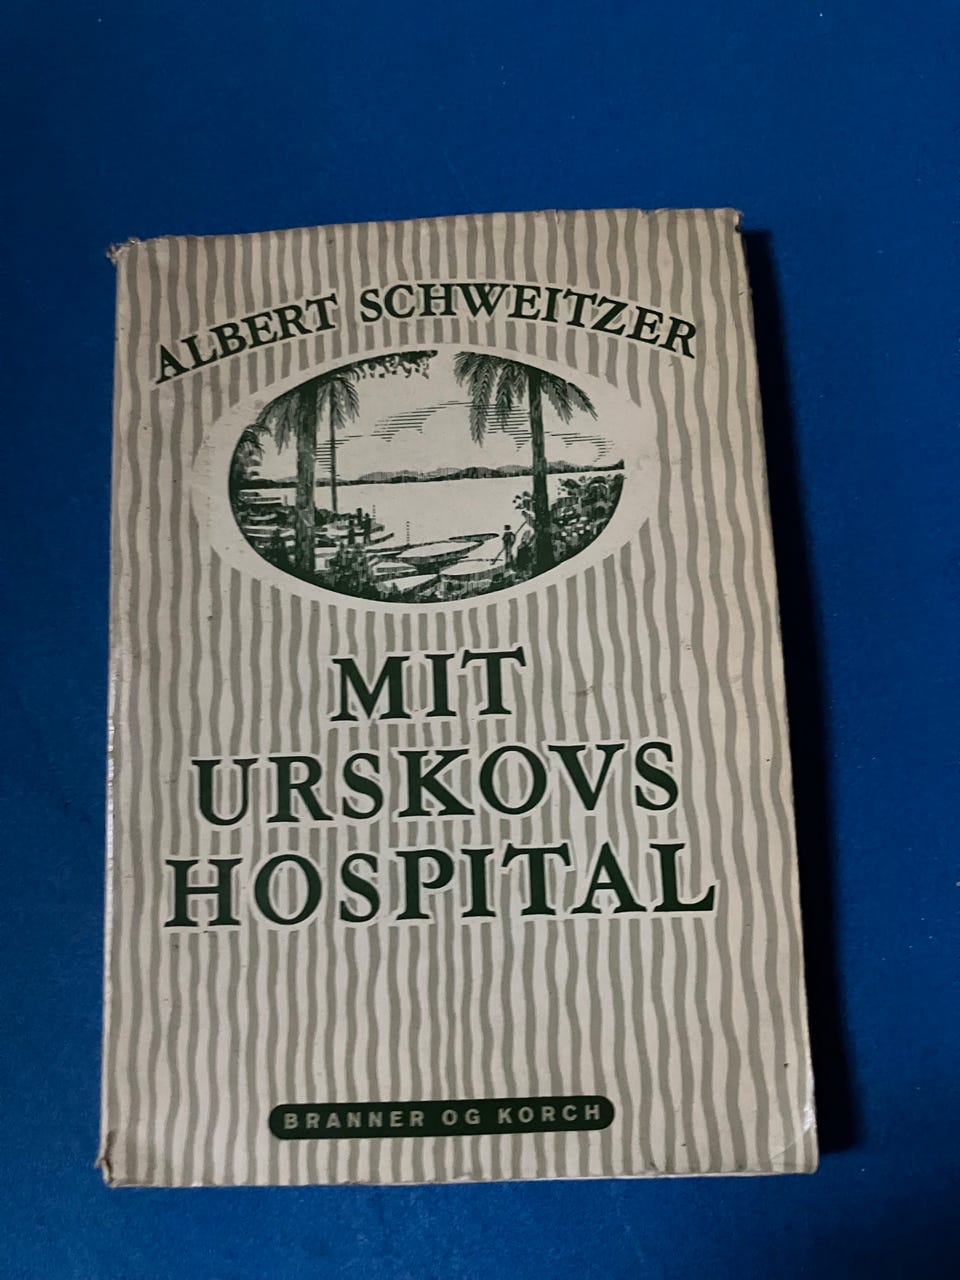 ALBERT SCHWEITZER
MIT
URSKOVS
HOSPITAL
BRANNER OG KORCH